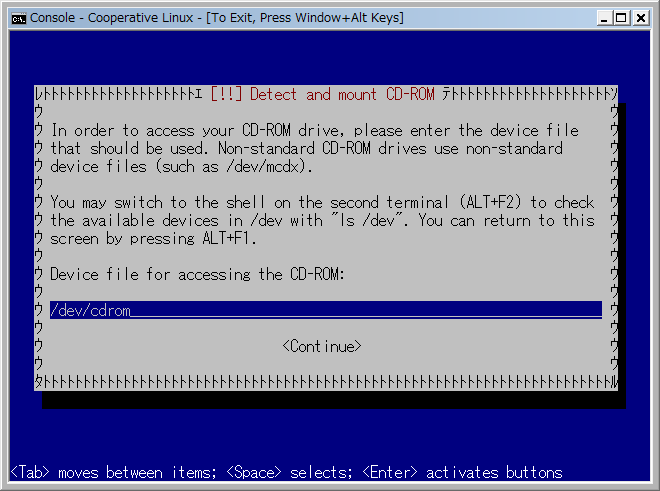 Console - Cooperative Linux - [To Exit, Press Window+Alt Keys]
[!!] Detect and mount CD-ROM
In order to access your CD-ROM drive, please enter the device file
that should be used. Non-standard CD-ROM drives use non-standard
device files (such as /dev/mcdx).
You may switch to the shell on the second terminal (ALT+F2) to check
the available devices in /dev with "ls /dev". You can return to this
screen by pressing ALT+F1.
Device file for accessing the CD-ROM:
/dev/cdrom
<Continue>
<Tab> moves between items; <Space> selects; <Enter> activates buttons